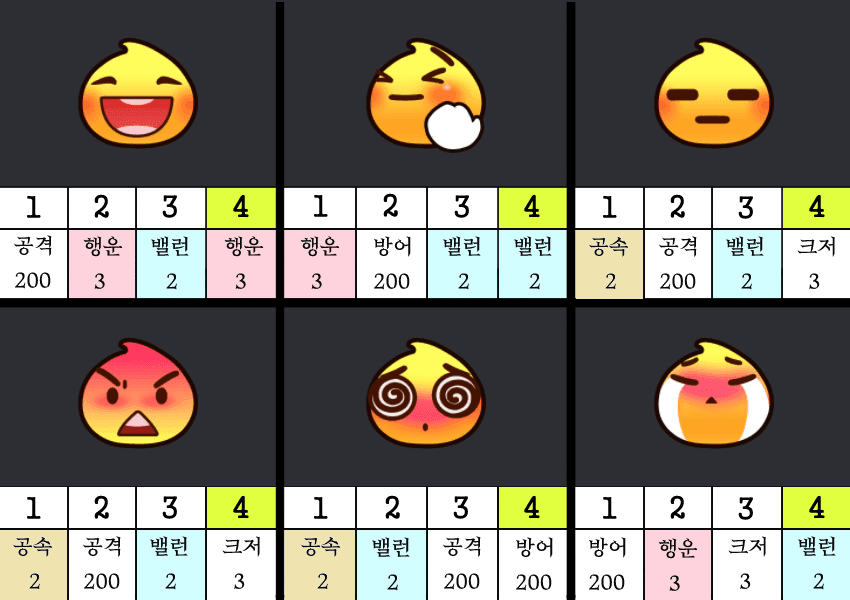 1 2 3 4
공격 행운 밸런 행운
200 3 2 3
1 2 3 4
행운 방어 밸런 밸런
3 200 2 2
1 2 3 4
공속 공격 밸런 크저
2 200 2 3
1 2 3 4
공속 공격 밸런 크저
2 200 2 3
1 2 3 4
공속 밸런 공격 방어
2 2 200 200
1 2 3 4
방어 행운 크저 밸런
200 3 3 2